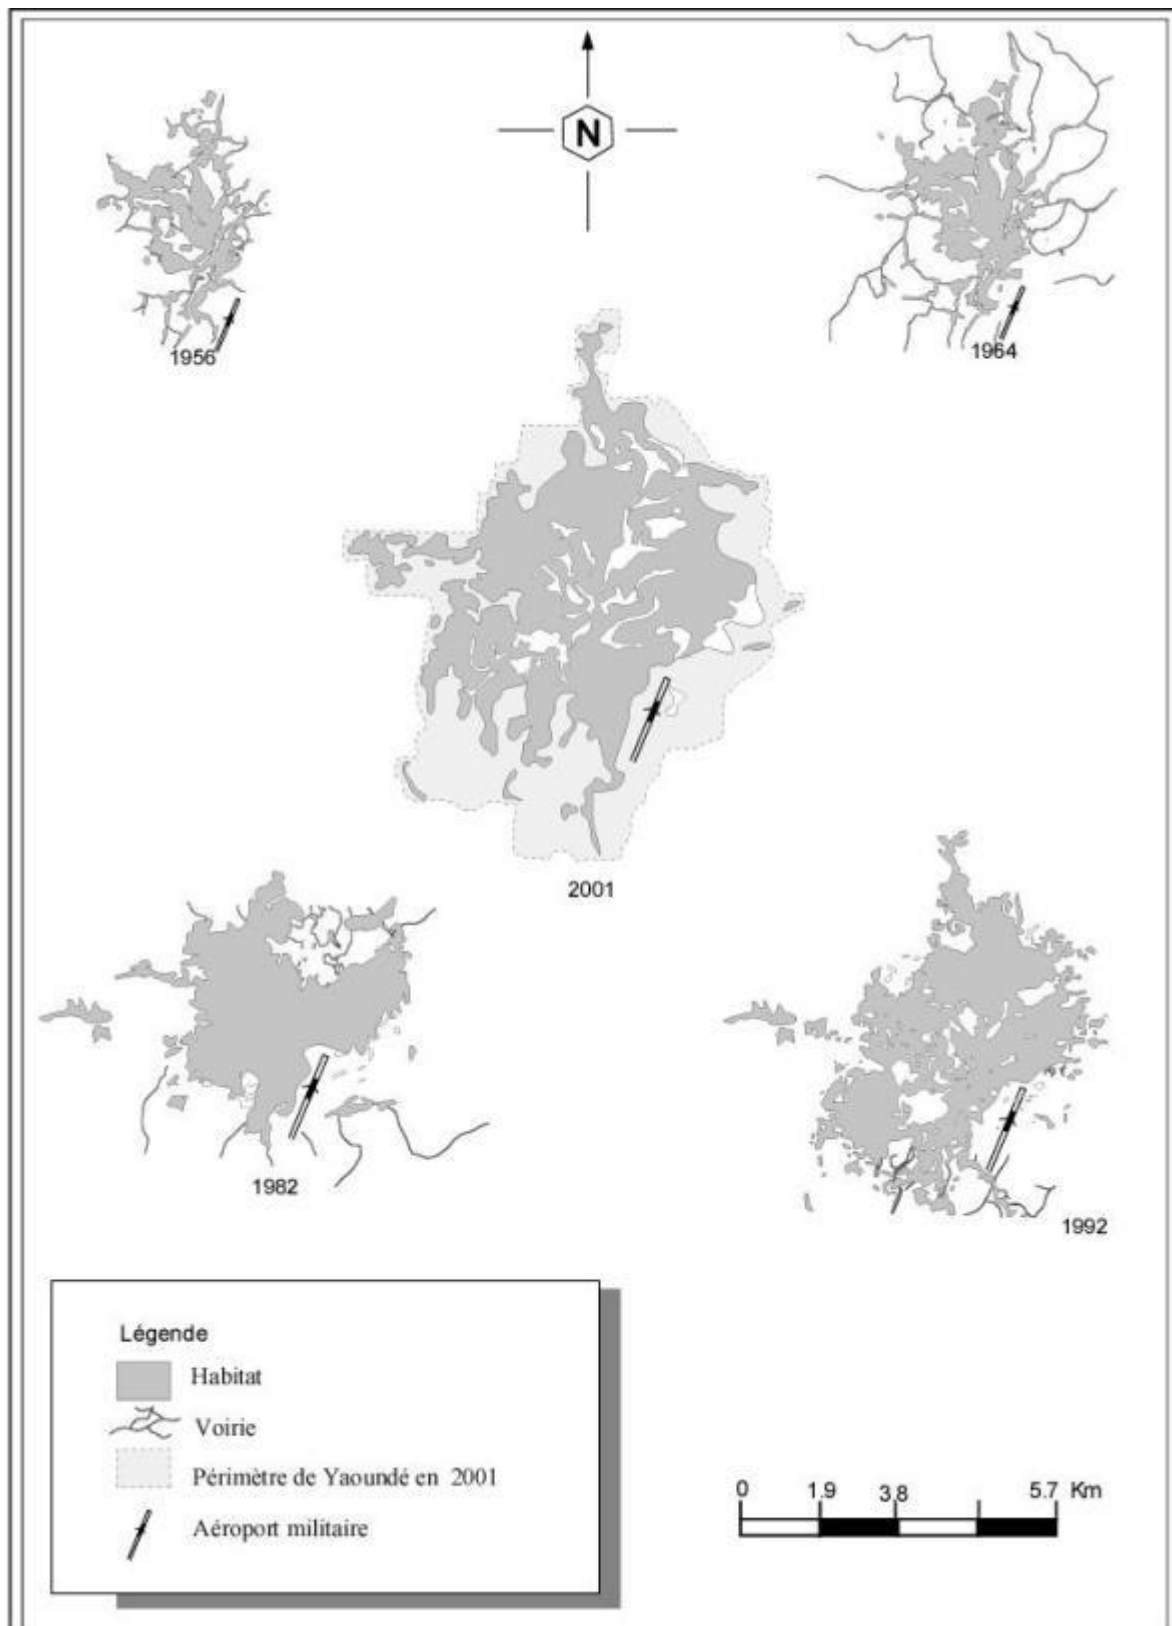 N
1956
1964
2001
1982
1992
Légende
Habitat
Voirie
Périmètre de Yaoundé en 2001
Aéroport militaire
0 1.9 3.8 5.7 Km